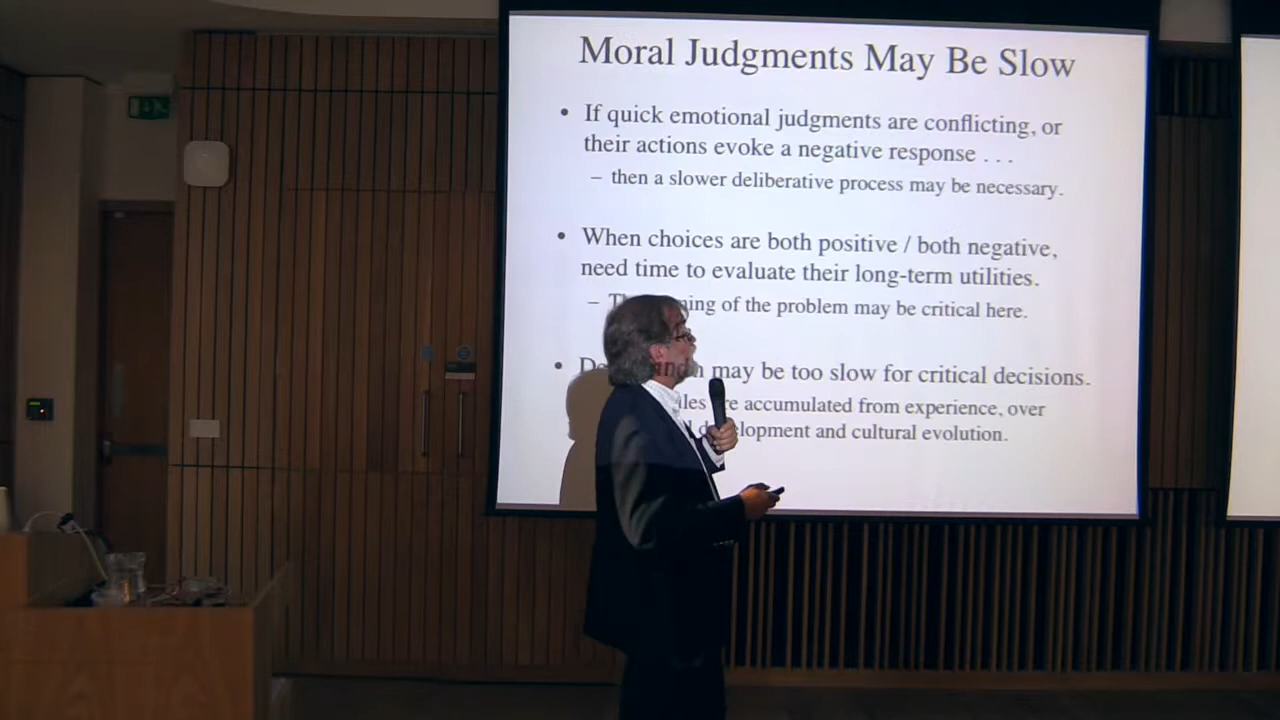 Moral Judgments May Be Slow
• If quick emotional judgments are conflicting, or
their actions evoke a negative response . . .
– then a slower deliberative process may be necessary.
• When choices are both positive / both negative,
need time to evaluate their long-term utilities.
– of the problem may be critical here.
• may be too slow for critical decisions.
are accumulated from experience, over
and cultural evolution.